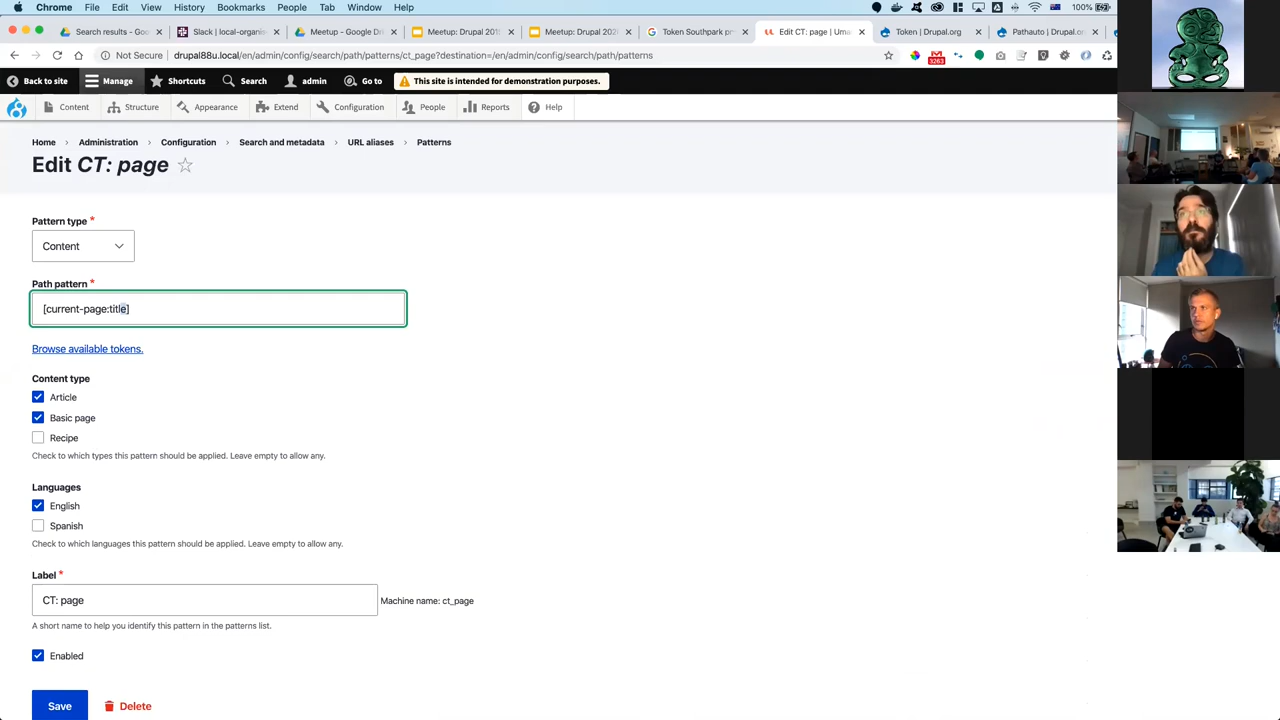 Chrome File Edit View History Bookmarks People Tab Window Help 100%
Search results - Goo Slack | local-organis Meetup - Google Dri Meetup: Drupal 201 Meetup: Drupal 202 Token Southpark pr Edit CT: page | Uma Token | Drupal.org Pathauto | Drupal.org
Not Secure drupal88u.local/en/admin/config/search/path/patterns/ct_page?destination=/en/admin/config/search/path/patterns 3263
Back to site Manage Shortcuts Search admin Go to This site is intended for demonstration purposes.
Content Structure Appearance Extend Configuration People Reports Help
Home › Administration › Configuration › Search and metadata › URL aliases › Patterns
Edit CT: page
Pattern type *
Content
Path pattern *
[current-page:title]
Browse available tokens.
Content type
Article
Basic page
Recipe
Check to which types this pattern should be applied. Leave empty to allow any.
Languages
English
Spanish
Check to which languages this pattern should be applied. Leave empty to allow any.
Label *
CT: page Machine name: ct_page
A short name to help you identify this pattern in the patterns list.
Enabled
Save Delete